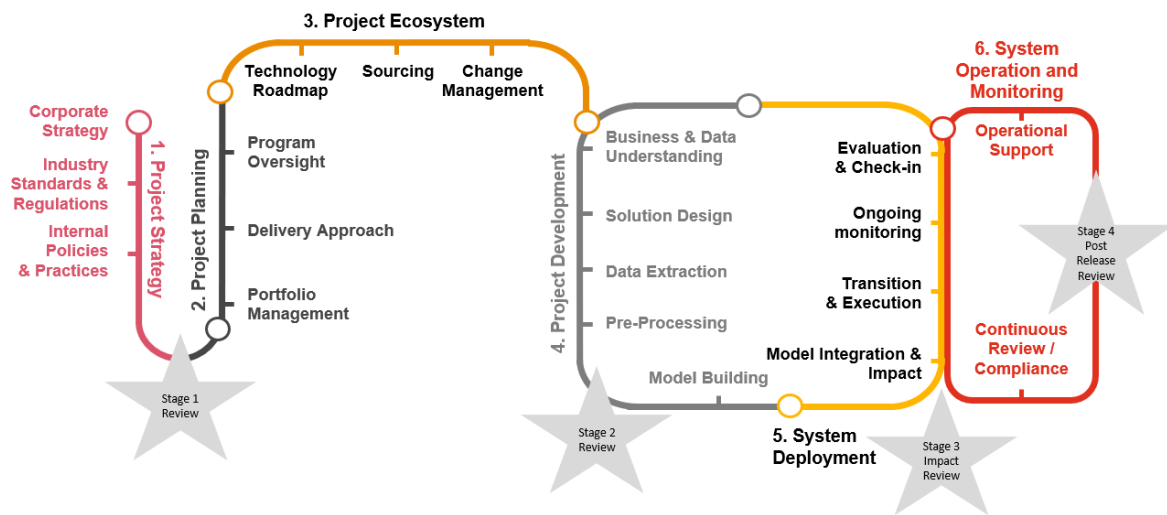 3. Project Ecosystem
Technology
Roadmap
Sourcing
Change
Management
Corporate
Strategy
Industry
Standards &
Regulations
Internal
Policies
& Practices
1. Project Strategy
2. Project Planning
Program
Oversight
Delivery Approach
Portfolio
Management
Stage 1
Review
4. Project Development
Business & Data
Understanding
Solution Design
Data Extraction
Pre-Processing
Model Building
Stage 2
Review
5. System
Deployment
Evaluation
& Check-in
Ongoing
monitoring
Transition
& Execution
Model Integration &
Impact
Stage 3
Impact
Review
6. System
Operation and
Monitoring
Operational
Support
Continuous
Review /
Compliance
Stage 4
Post
Release
Review